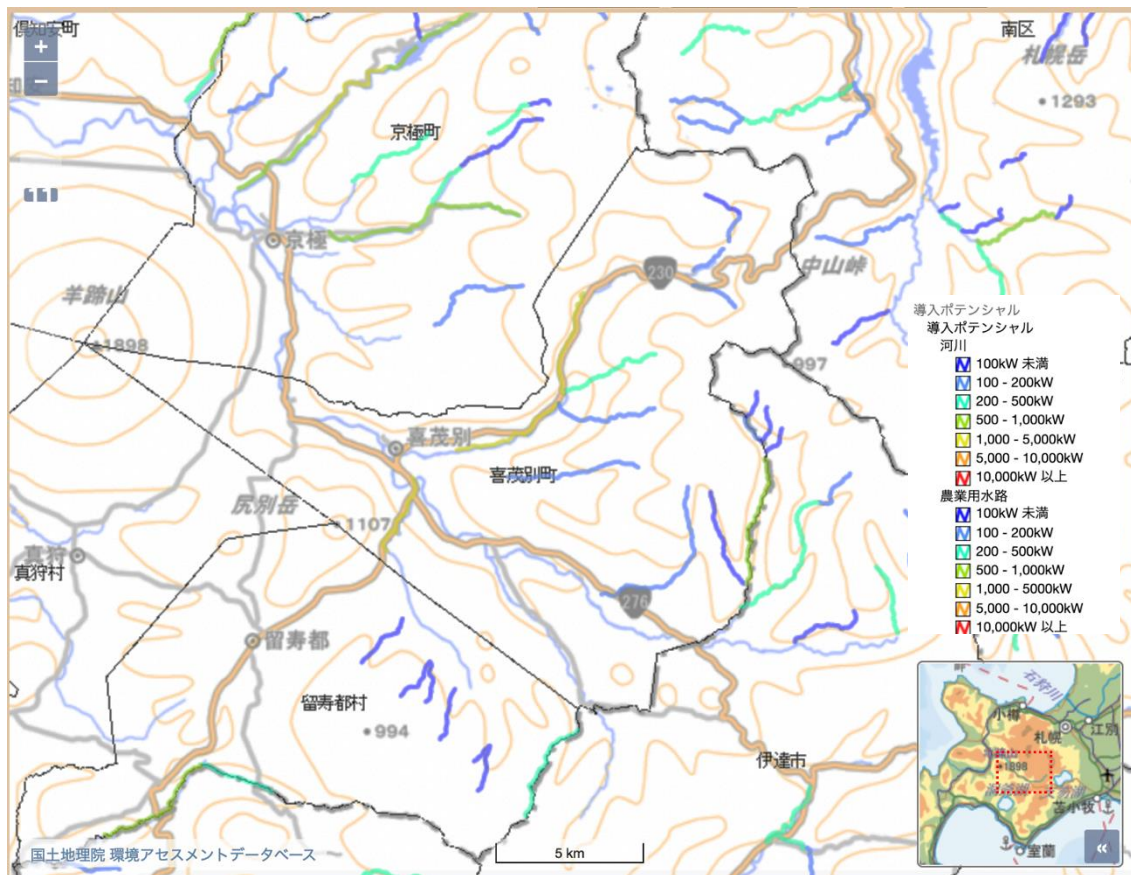 倶知安町
+
−
京極町
南区
札幌岳
1293
京極
羊蹄山
1898
230
中山峠
997
喜茂別
喜茂別町
尻別岳
1107
真狩
真狩村
276
留寿都
留寿都村
994
伊達市
導入ポテンシャル
導入ポテンシャル
河川
100kW 未満
100 - 200kW
200 - 500kW
500 - 1,000kW
1,000 - 5,000kW
5,000 - 10,000kW
10,000kW 以上
農業用水路
100kW 未満
100 - 200kW
200 - 500kW
500 - 1,000kW
1,000 - 5000kW
5,000 - 10,000kW
10,000kW 以上
石狩川
小樽
札幌
江別
1898
苫小牧
室蘭
«
国土地理院 環境アセスメントデータベース
5 km